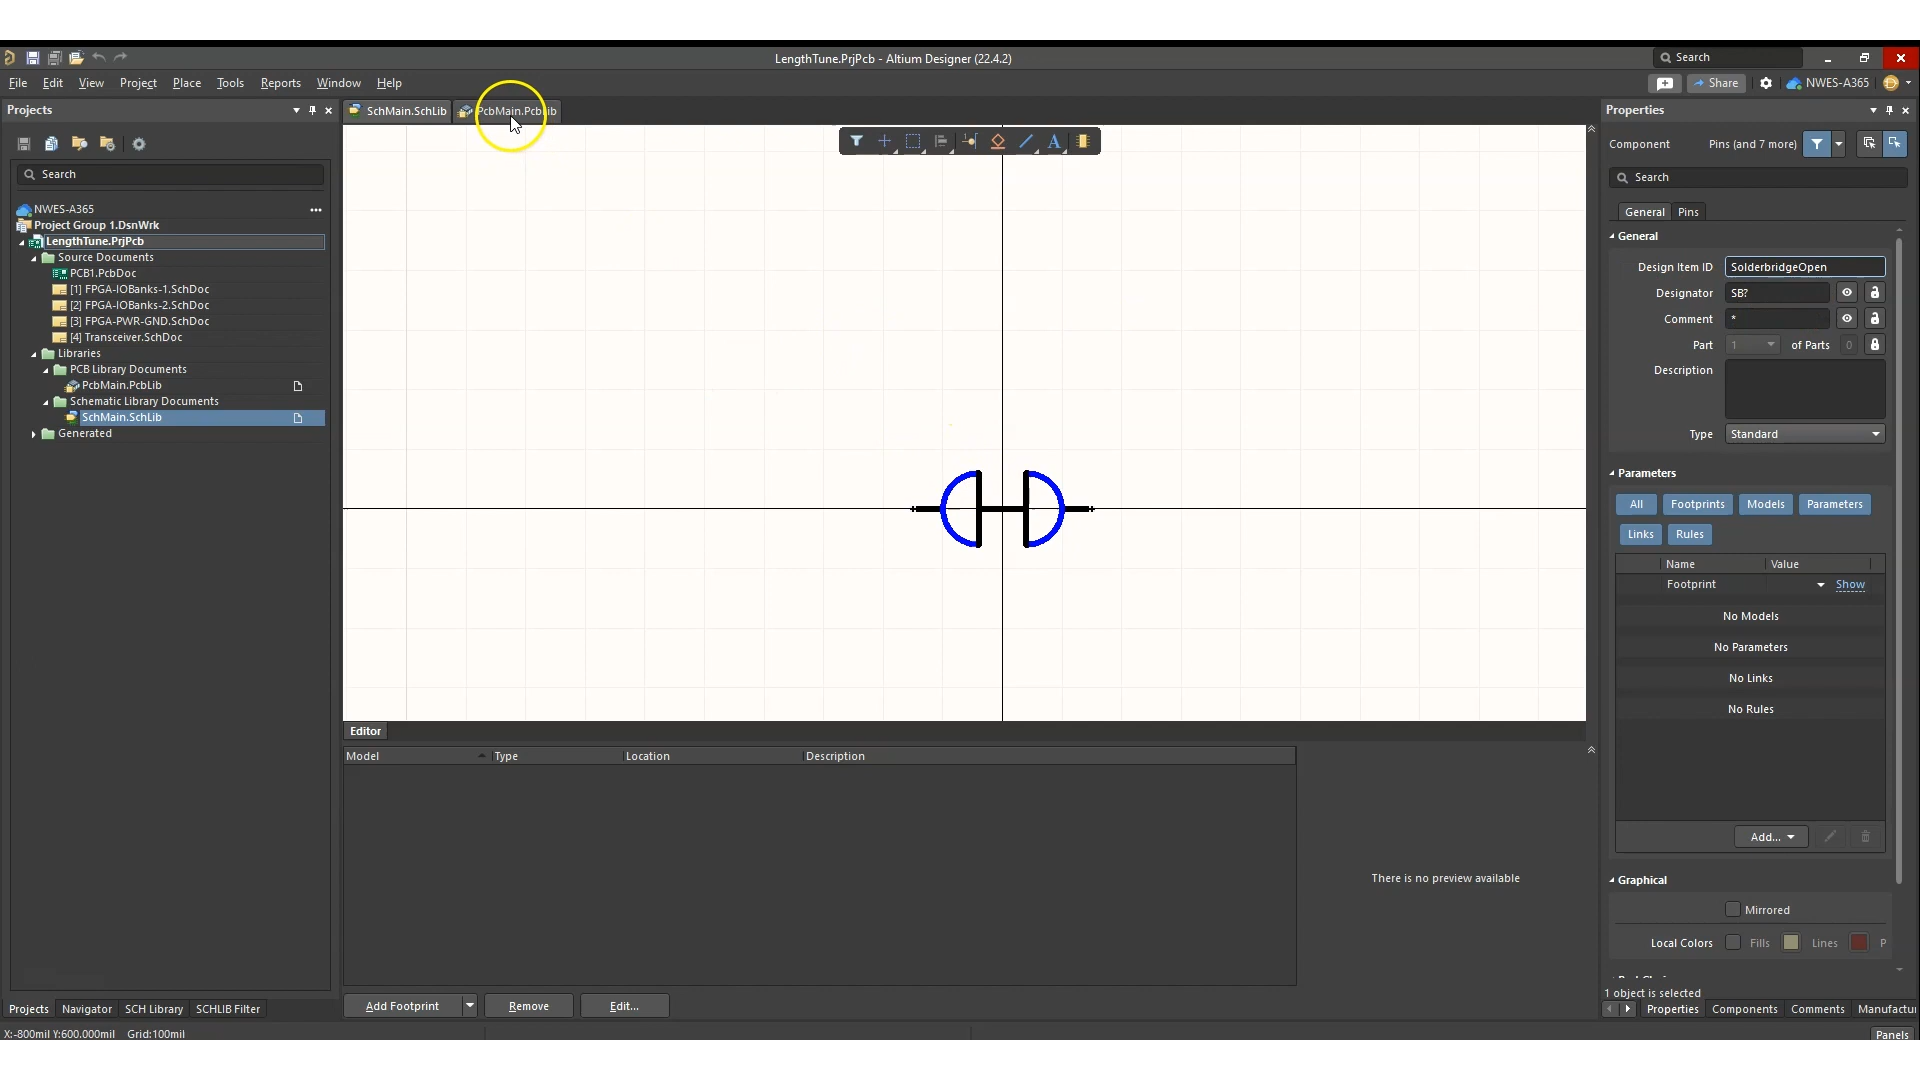 LengthTune.PrjPcb - Altium Designer (22.4.2)
Search
File Edit View Project Place Tools Reports Window Help
Share
NWES-A365
Projects
SchMain.SchLib
PcbMain.PcbLib
Properties
Component
Pins (and 7 more)
Search
Search
NWES-A365
Project Group 1.DsnWrk
LengthTune.PrjPcb
Source Documents
PCB1.PcbDoc
[1] FPGA-IOBanks-1.SchDoc
[2] FPGA-IOBanks-2.SchDoc
[3] FPGA-PWR-GND.SchDoc
[4] Transceiver.SchDoc
Libraries
PCB Library Documents
PcbMain.PcbLib
Schematic Library Documents
SchMain.SchLib
Generated
General Pins
General
Design Item ID SolderbridgeOpen
Designator SB?
Comment *
Part 1 of Parts 0
Description
Type Standard
Parameters
All Footprints Models Parameters
Links Rules
Name Value
Footprint Show
No Models
No Parameters
No Links
No Rules
Add...
Graphical
Mirrored
Local Colors Fills Lines P
1 object is selected
Editor
Model Type Location Description
There is no preview available
Add Footprint Remove Edit...
Projects Navigator SCH Library SCHLIB Filter
Properties Components Comments Manufactu
X:-800mil Y:600.000mil Grid:100mil
Panels